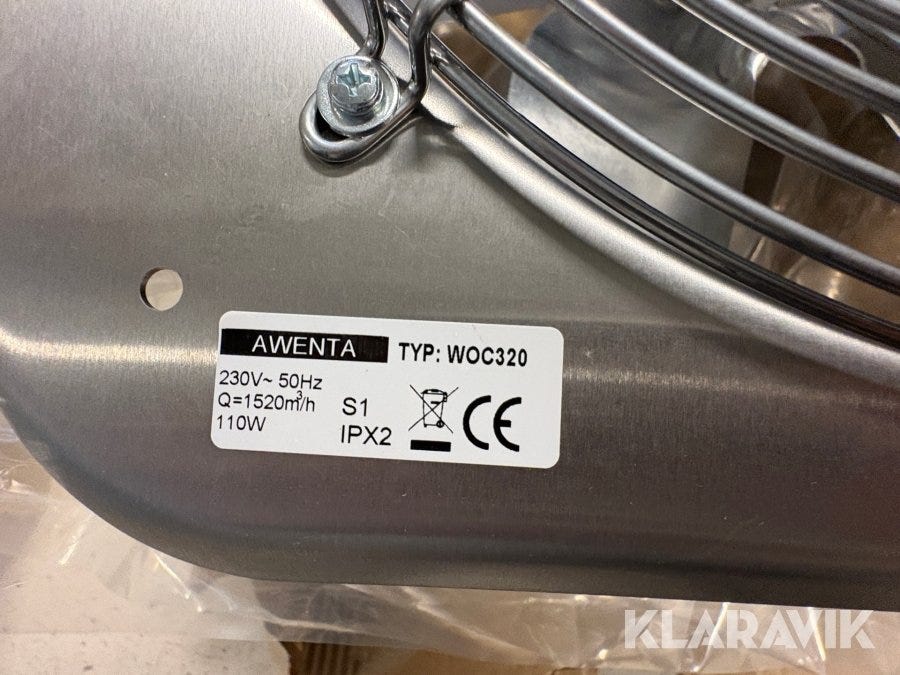 AWENTA TYP: WOC320
230V~ 50Hz
Q=1520m³/h
110W
S1
IPX2
CE
KLARAVIK